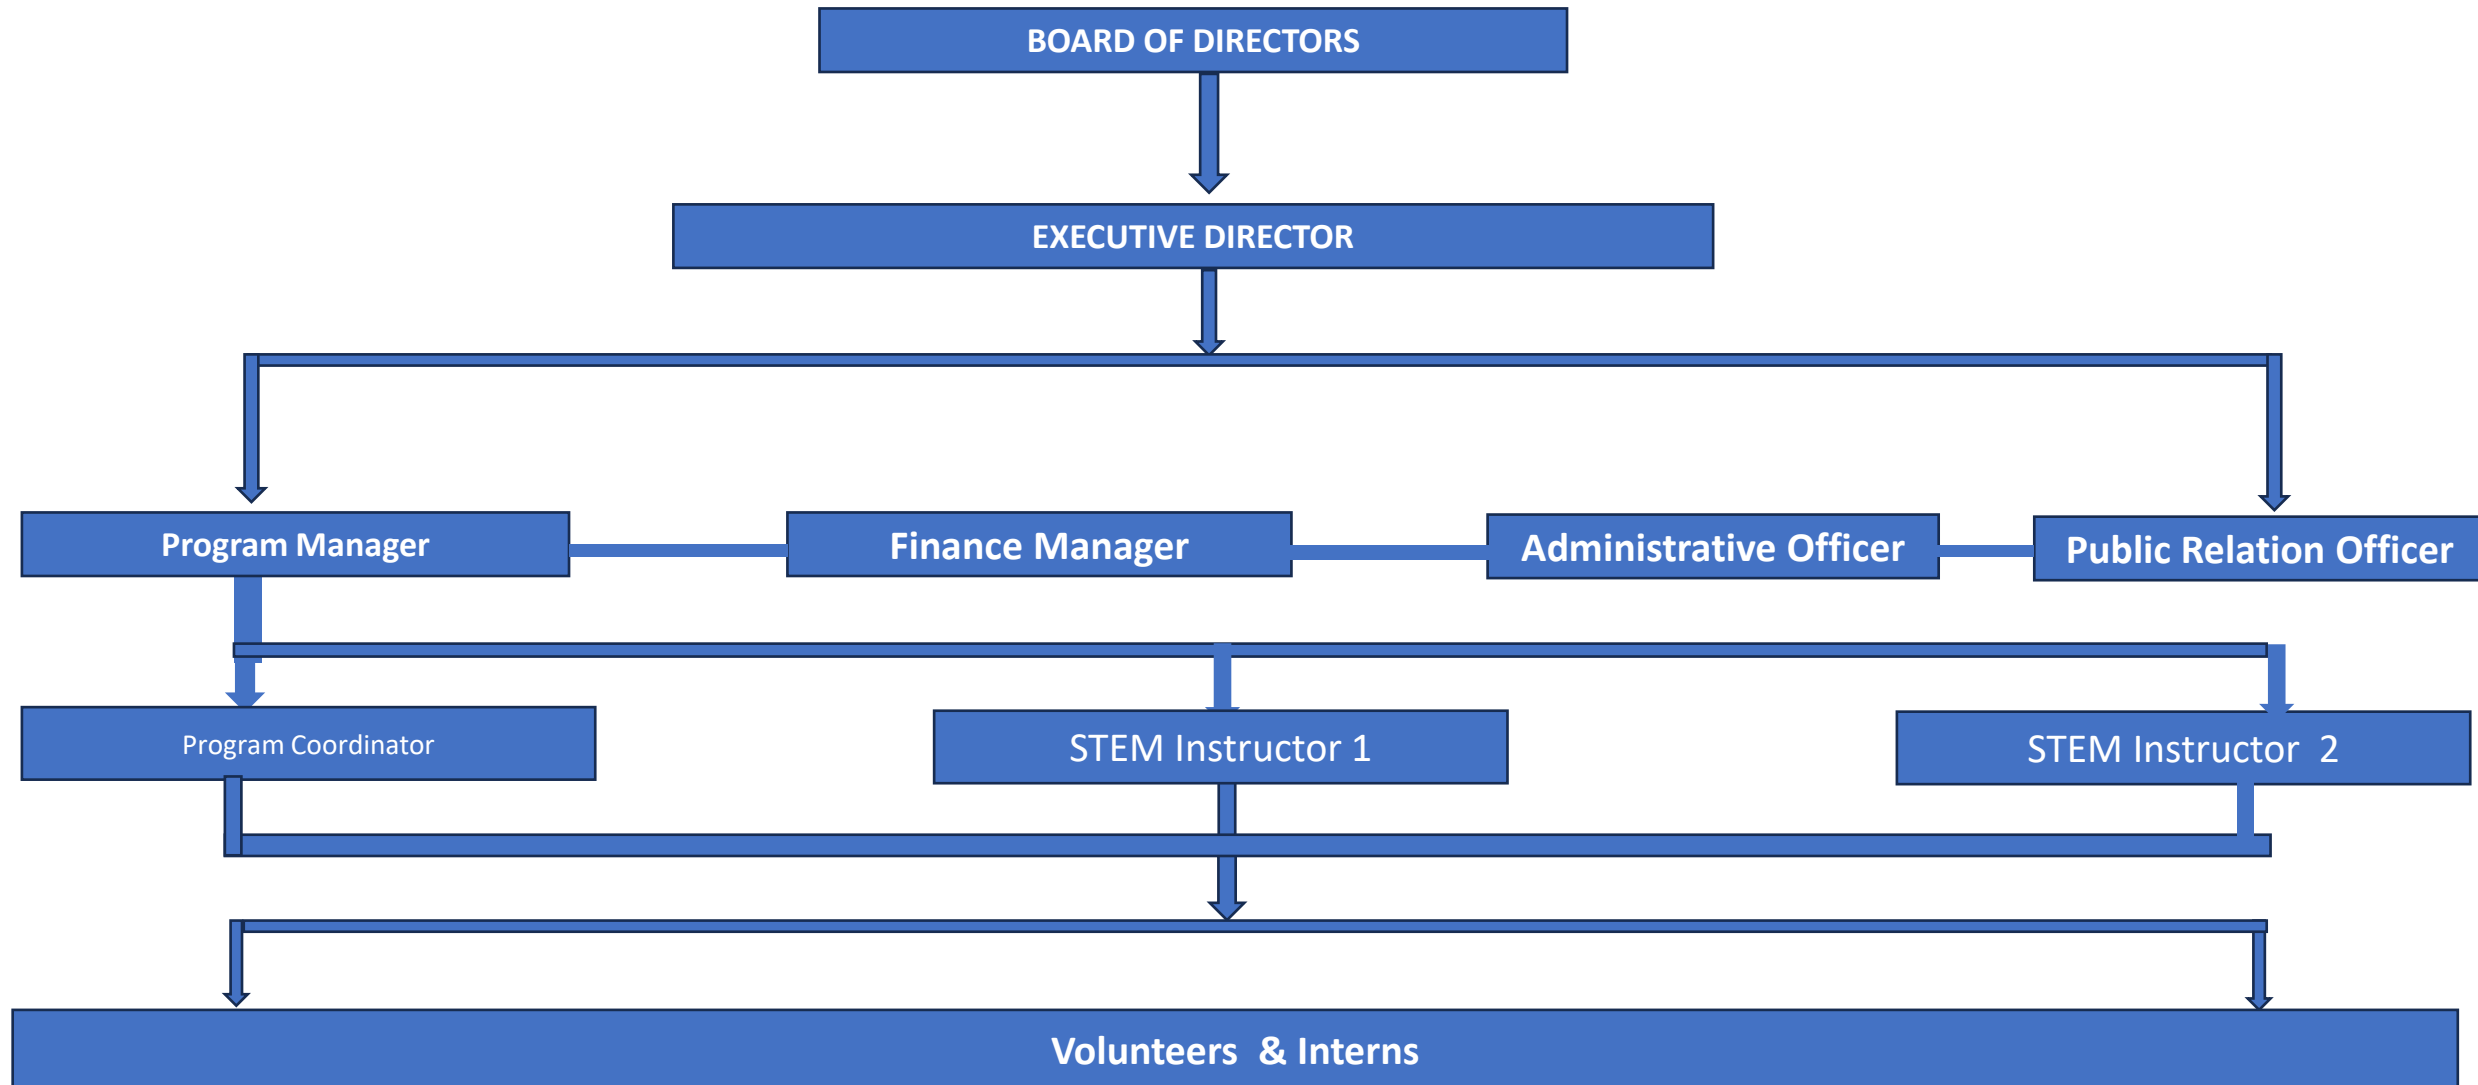 BOARD OF DIRECTORS
EXECUTIVE DIRECTOR
Program Manager
Finance Manager
Administrative Officer
Public Relation Officer
Program Coordinator
STEM Instructor 1
STEM Instructor  2
Volunteers  & Interns